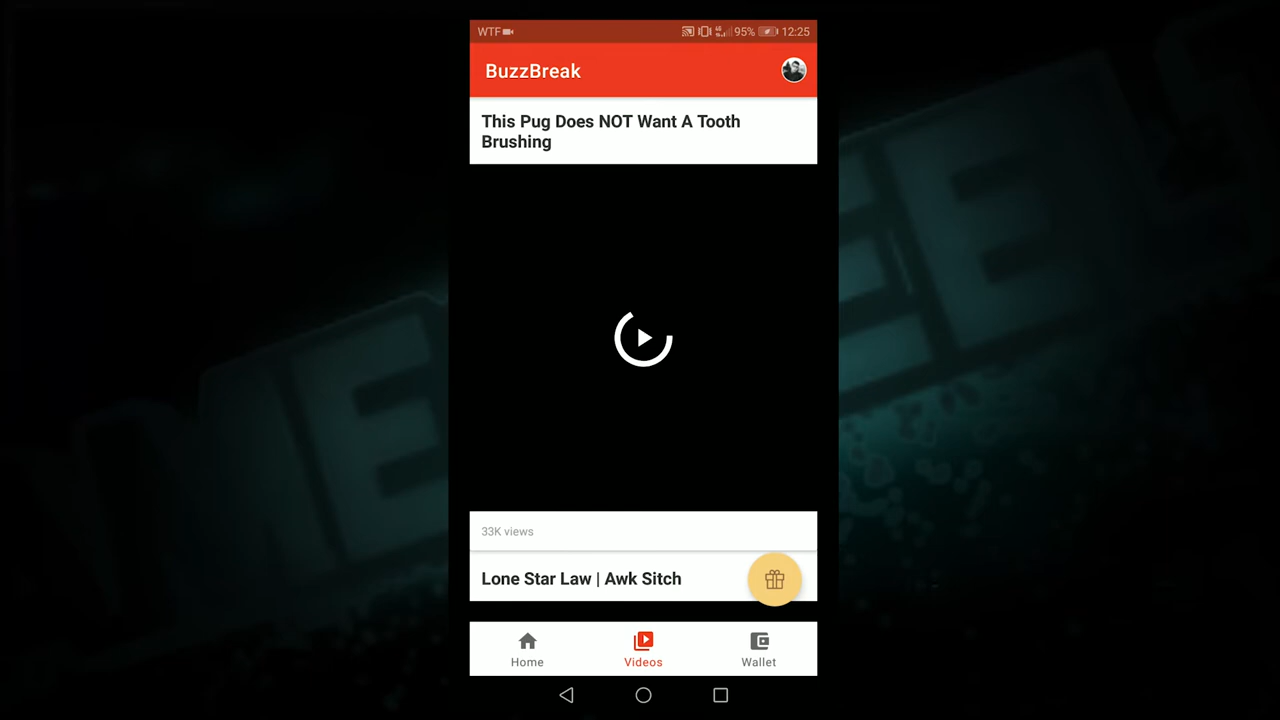 WTF 95% 12:25
BuzzBreak
This Pug Does NOT Want A Tooth
Brushing
33K views
Lone Star Law | Awk Sitch
Home Videos Wallet